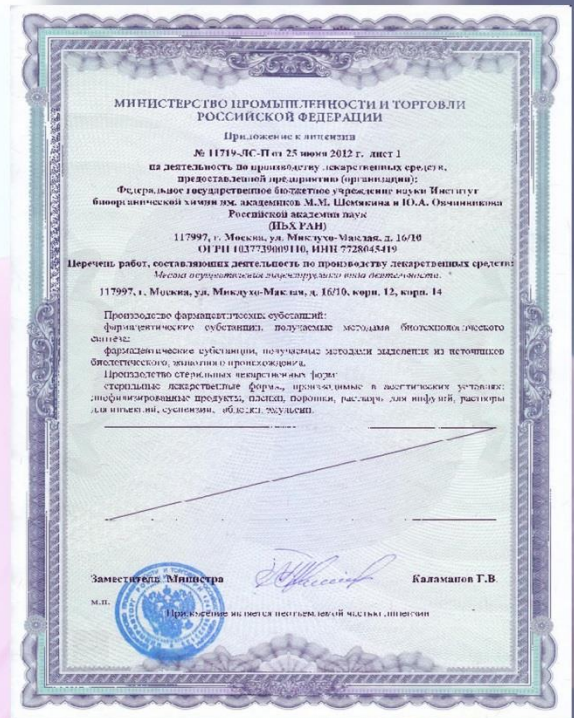 МИНИСТЕРСТВО ПРОМЫШЛЕННОСТИ И ТОРГОВЛИ
РОССИЙСКОЙ ФЕДЕРАЦИИ
Приложение к лицензии
№ 11719-ЛС-П от 25 июня 2012 г. лист 1
на деятельность по производству лекарственных средств,
предоставленной предприятию (организации):
Федеральное государственное бюджетное учреждение науки Институт
биоорганической химии им. академиков М.М. Шемякина и Ю.А. Овчинникова
Российской академии наук
(ИБХ РАН)
117997, г. Москва, ул. Миклухо-Маклая, д. 16/10
ОГРН 1037739009110, ИНН 7728045419
Перечень работ, составляющих деятельность по производству лекарственных средств:
Место осуществления лицензируемого вида деятельности.
117997, г. Москва, ул. Миклухо-Маклая, д. 16/10, корп. 12, корп. 14
Производство фармацевтических субстанций:
фармацевтические субстанции, получаемые методами биотехнологического
синтеза;
фармацевтические субстанции, получаемые методами выделения из источников
биологического, животного происхождения.
Производство стерильных лекарственных форм:
стерильные лекарственные формы, производимые в асептических условиях:
лиофилизированные продукты, пленки, порошки, растворы для инфузий, растворы
для инъекций, суспензии, эмульсии.
Заместитель Министра
Каламанов Г.В.
М.П.
Приложение является неотъемлемой частью лицензии